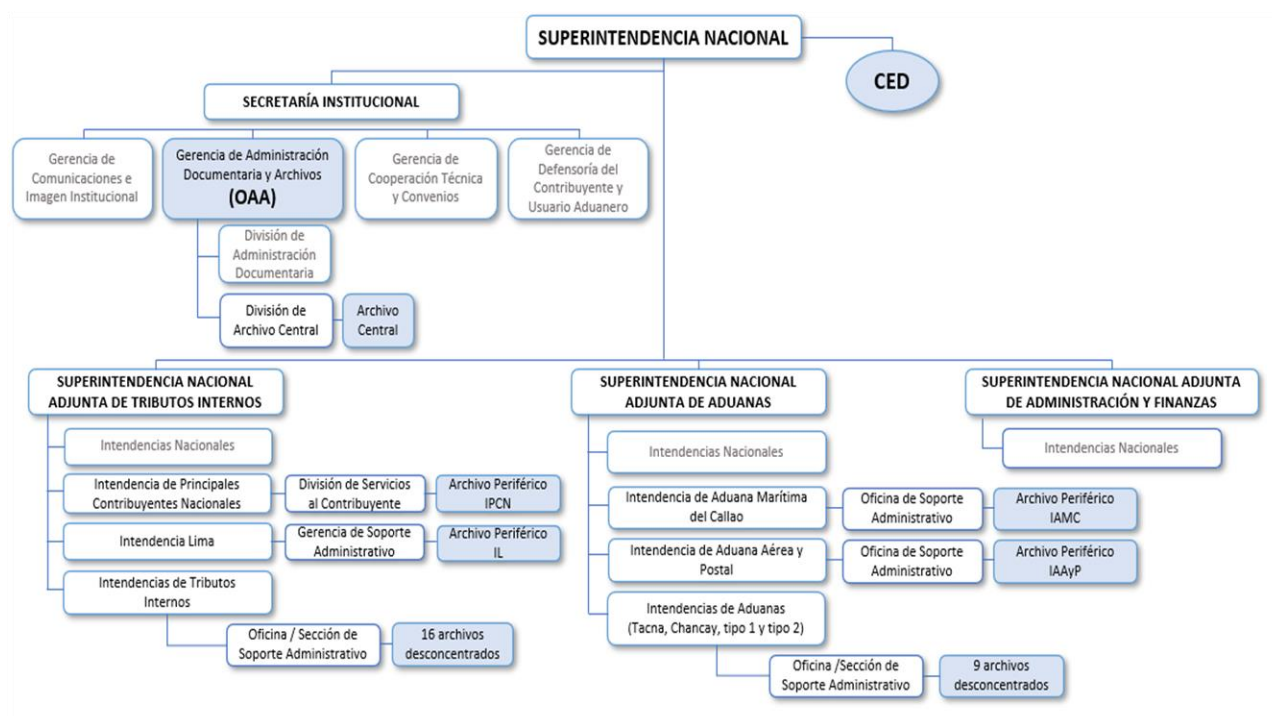 SUPERINTENDENCIA NACIONAL
CED
SECRETARÍA INSTITUCIONAL
Gerencia de
Comunicaciones e
Imagen Institucional
Gerencia de Administración
Documentaria y Archivos
(OAA)
Gerencia de
Cooperación Técnica
y Convenios
Gerencia de
Defensoría del
Contribuyente y
Usuario Aduanero
División de
Administración
Documentaria
División de
Archivo Central
Archivo
Central
SUPERINTENDENCIA NACIONAL
ADJUNTA DE TRIBUTOS INTERNOS
Intendencias Nacionales
Intendencia de Principales
Contribuyentes Nacionales
División de Servicios
al Contribuyente
Archivo Periférico
IPCN
Intendencia Lima
Gerencia de Soporte
Administrativo
Archivo Periférico
IL
Intendencias de Tributos
Internos
Oficina / Sección de
Soporte Administrativo
16 archivos
desconcentrados
SUPERINTENDENCIA NACIONAL
ADJUNTA DE ADUANAS
Intendencias Nacionales
Intendencia de Aduana Marítima
del Callao
Oficina de Soporte
Administrativo
Archivo Periférico
IAMC
Intendencia de Aduana Aérea y
Postal
Oficina de Soporte
Administrativo
Archivo Periférico
IAAyP
Intendencias de Aduanas
(Tacna, Chancay, tipo 1 y tipo 2)
Oficina /Sección de
Soporte Administrativo
9 archivos
desconcentrados
SUPERINTENDENCIA NACIONAL ADJUNTA
DE ADMINISTRACIÓN Y FINANZAS
Intendencias Nacionales